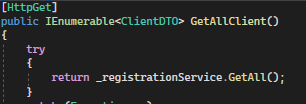 [HttpGet]
public IEnumerable<ClientDTO> GetAllClient()
{
try
{
return _registrationService.GetAll();
}